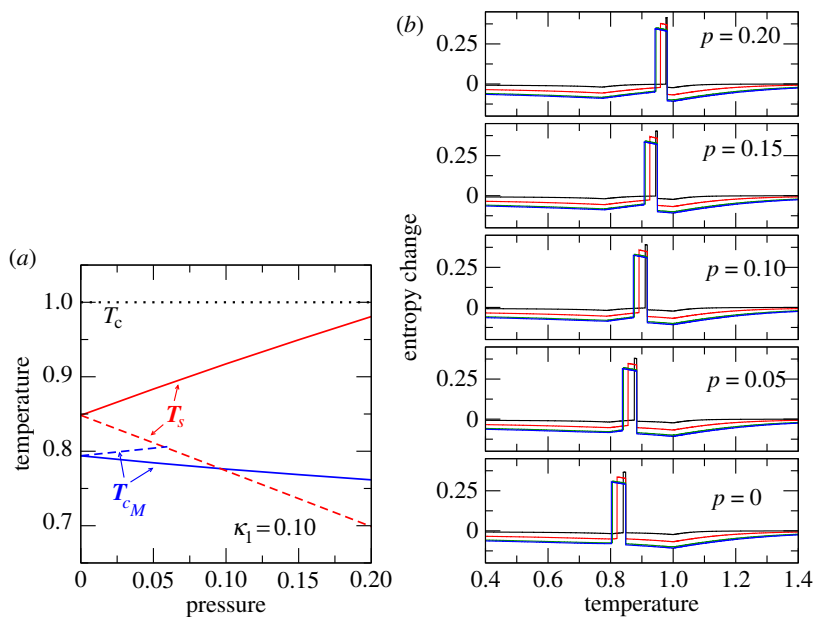 (a)
temperature
1.0
0.9
0.8
0.7
T_c
T_s
T_{c_M}
κ_1 = 0.10
0
0.05
0.10
0.15
0.20
pressure
(b)
entropy change
0.25
0
p = 0.20
0.25
0
p = 0.15
0.25
0
p = 0.10
0.25
0
p = 0.05
0.25
0
p = 0
0.4
0.6
0.8
1.0
1.2
1.4
temperature